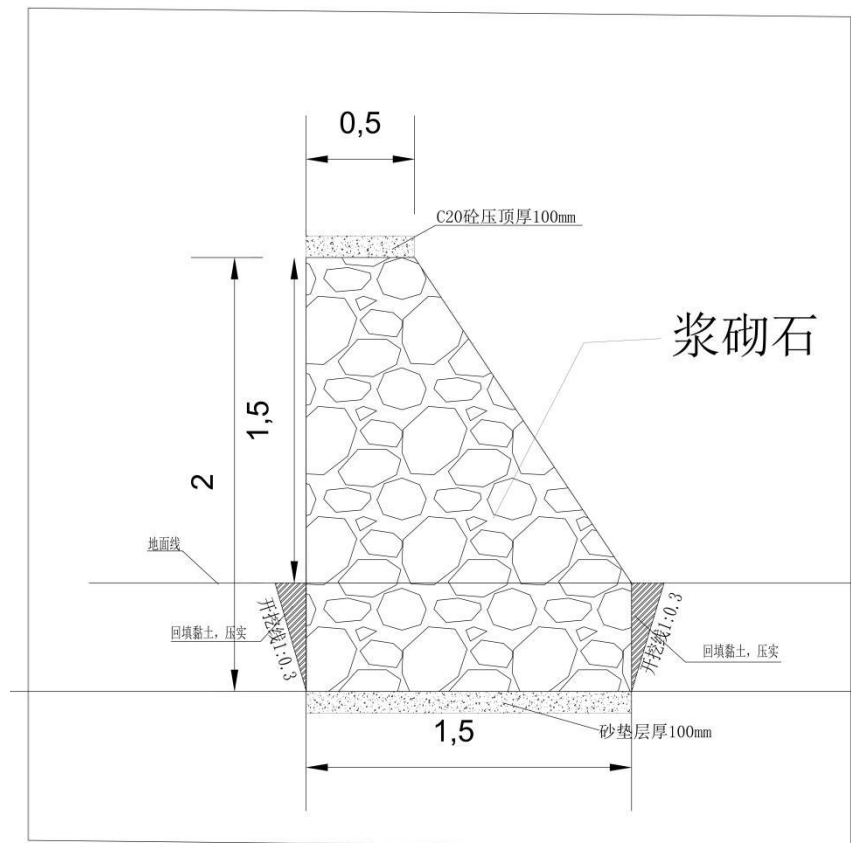 0,5
C20砼压顶厚100mm
浆砌石
1,5
2
地面线
开挖线1:0.3
回填黏土，压实
开挖线1:0.3
回填黏土，压实
砂垫层厚100mm
1,5